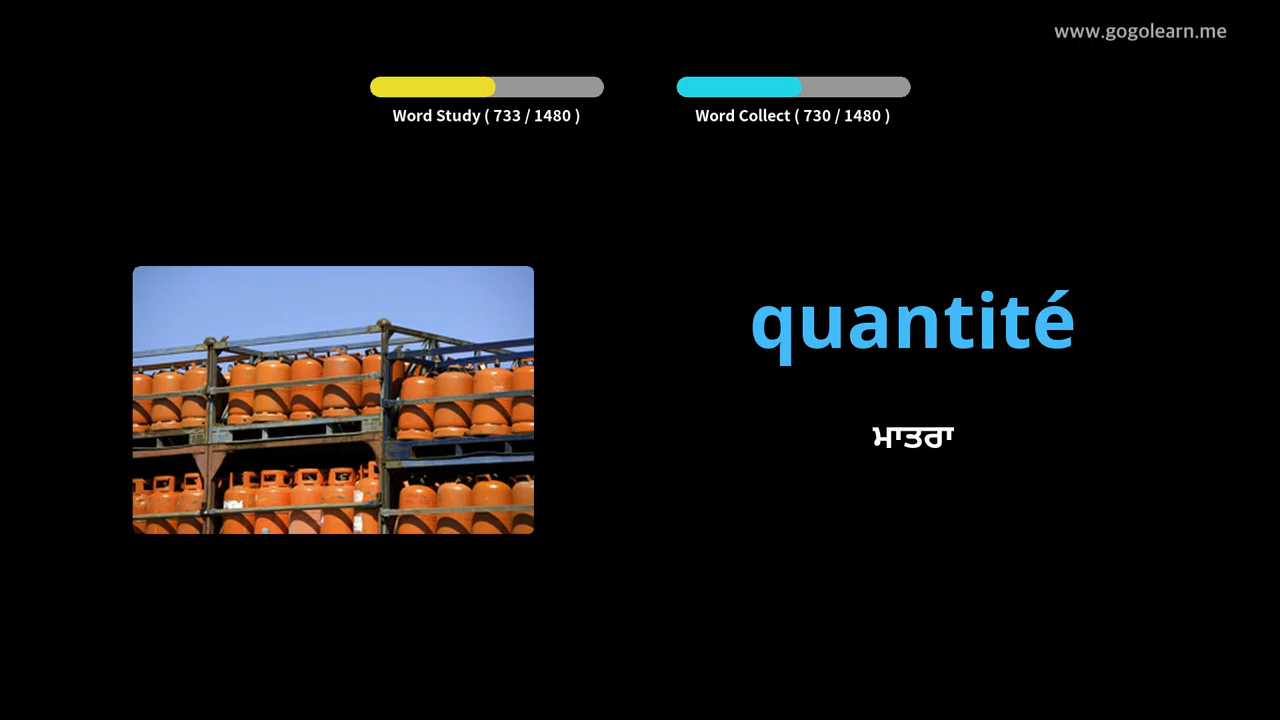 www.gogolearn.me
Word Study ( 733 / 1480 )
Word Collect ( 730 / 1480 )
quantité
ਮਾਤਰਾ